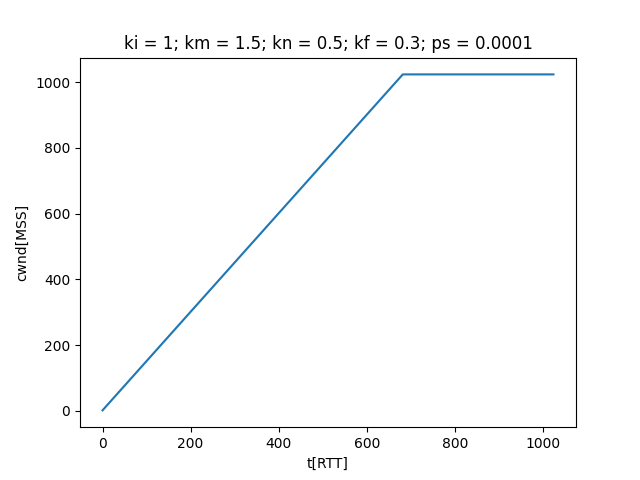 ki = 1; km = 1.5; kn = 0.5; kf = 0.3; ps = 0.0001
1000
800
600
400
200
0
cwnd[MSS]
0 200 400 600 800 1000
t[RTT]